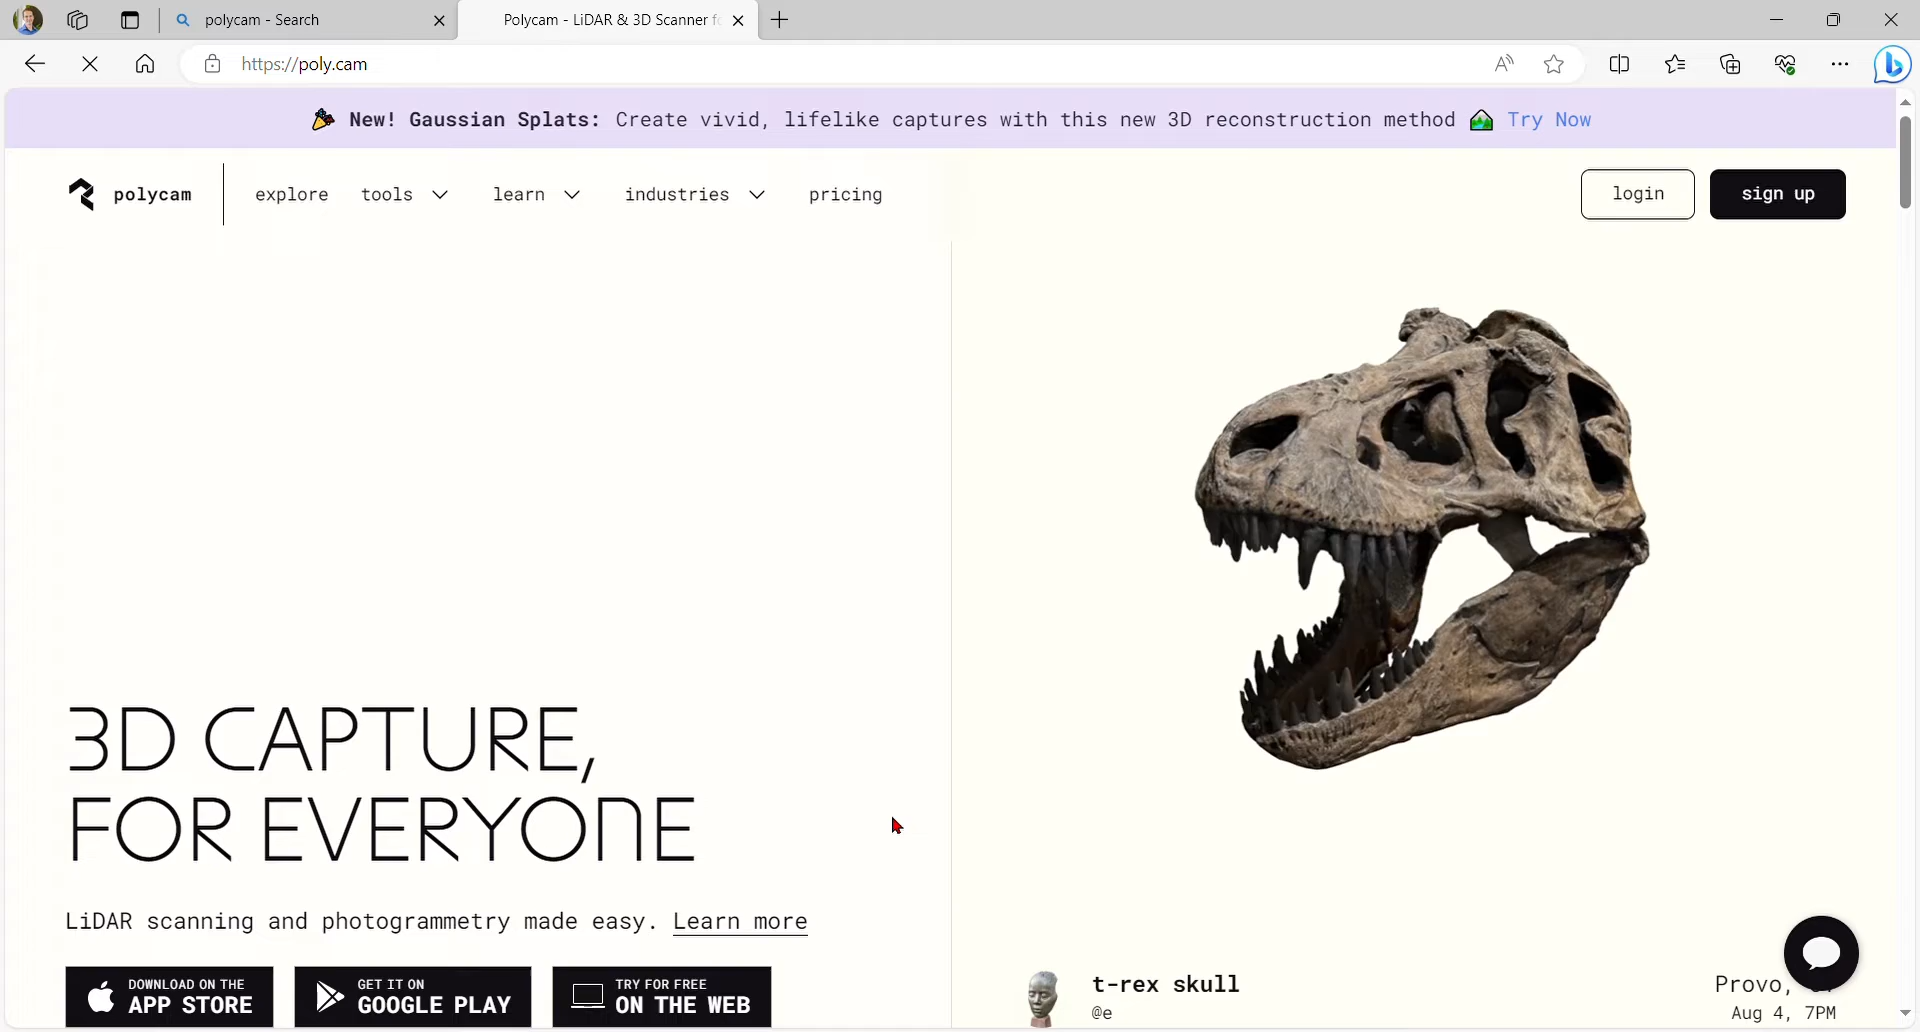 polycam - Search
Polycam - LiDAR & 3D Scanner fo
https://poly.cam
New! Gaussian Splats: Create vivid, lifelike captures with this new 3D reconstruction method Try Now
polycam
explore
tools
learn
industries
pricing
login
sign up
3D CAPTURE,
FOR EVERYONE
LiDAR scanning and photogrammetry made easy. Learn more
DOWNLOAD ON THE
APP STORE
GET IT ON
GOOGLE PLAY
TRY FOR FREE
ON THE WEB
t-rex skull
@e
Provo,
Aug 4, 7PM